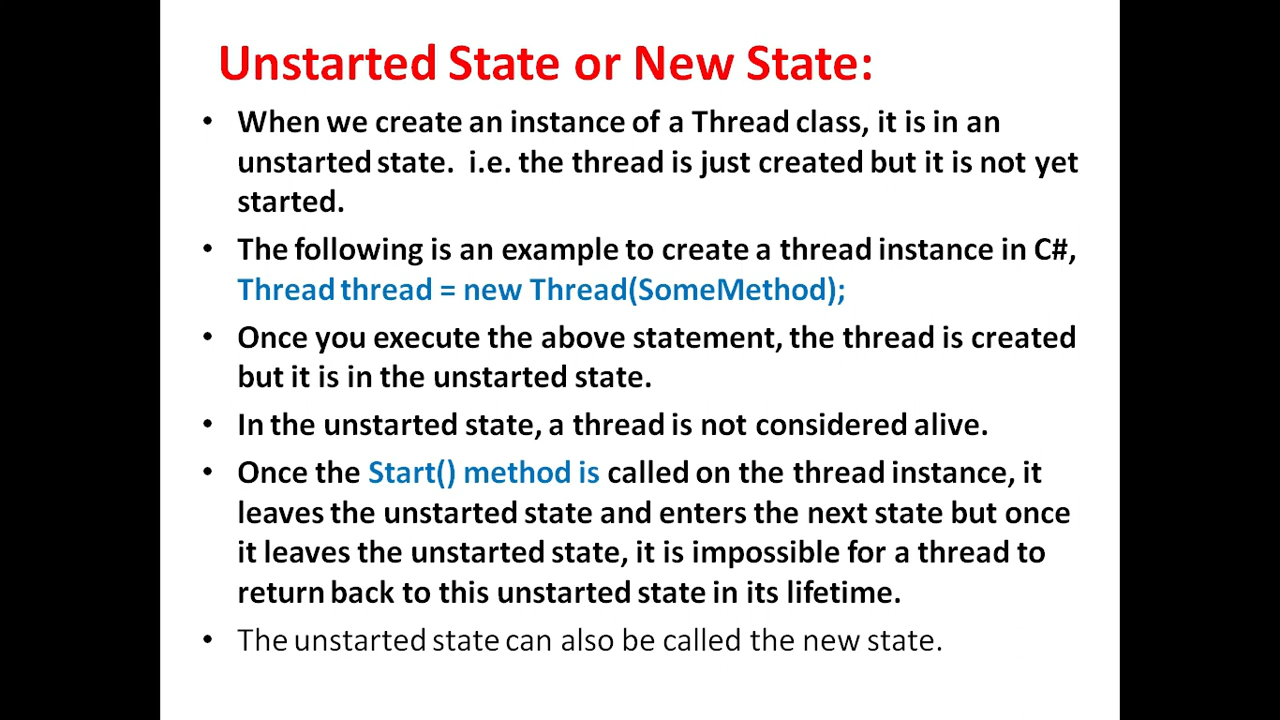 Unstarted State or New State:
• When we create an instance of a Thread class, it is in an
unstarted state.  i.e. the thread is just created but it is not yet
started.
• The following is an example to create a thread instance in C#,
Thread thread = new Thread(SomeMethod);
• Once you execute the above statement, the thread is created
but it is in the unstarted state.
• In the unstarted state, a thread is not considered alive.
• Once the Start() method is called on the thread instance, it
leaves the unstarted state and enters the next state but once
it leaves the unstarted state, it is impossible for a thread to
return back to this unstarted state in its lifetime.
• The unstarted state can also be called the new state.